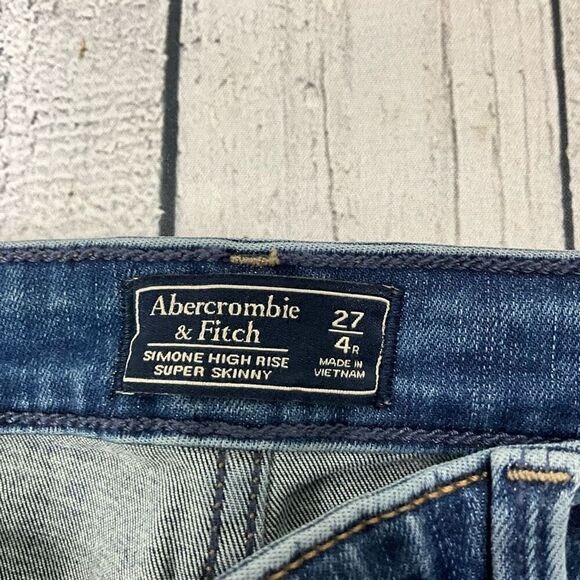 Abercrombie
& Fitch
SIMONE HIGH RISE
SUPER SKINNY
27
4R
MADE IN
VIETNAM